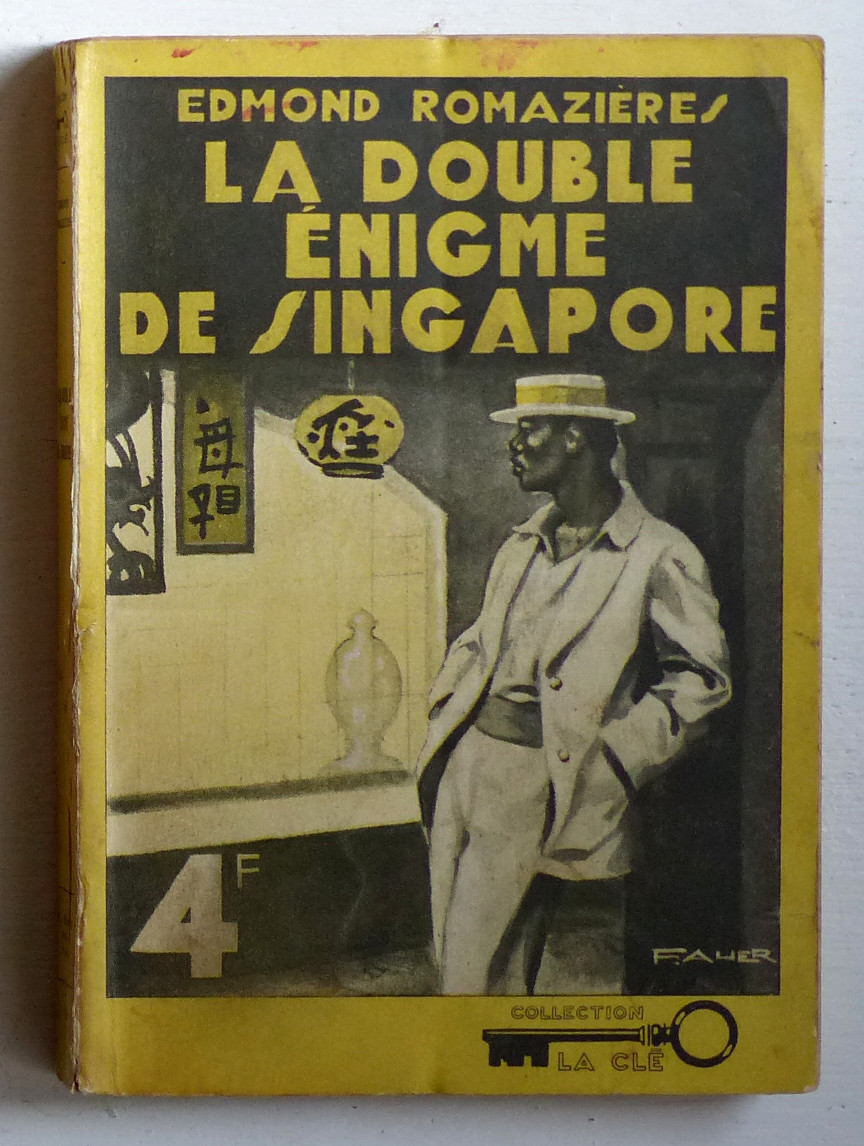 EDMOND ROMAZIÈRES
LA DOUBLE
ÉNIGME
DE SINGAPORE
4F
F. AUER
COLLECTION
LA CLÉ